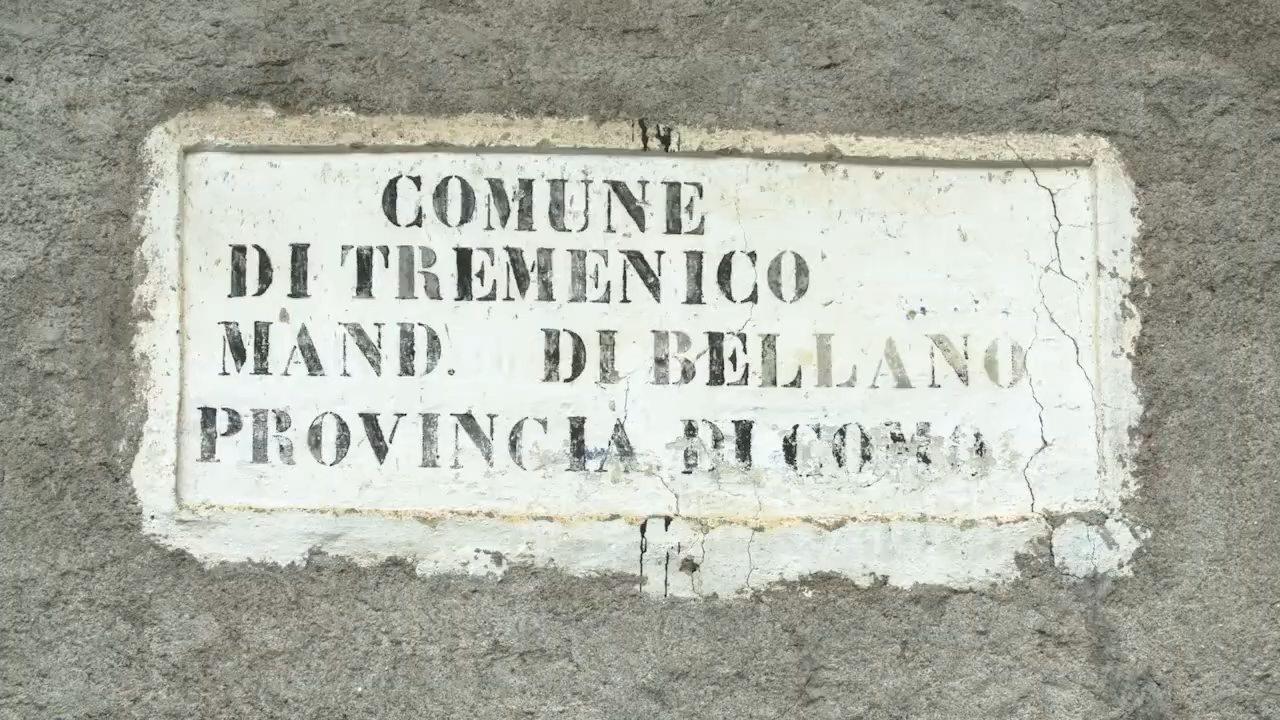 COMUNE
DI TREMENICO
MAND. DI BELLANO
PROVINCIA DI COMO